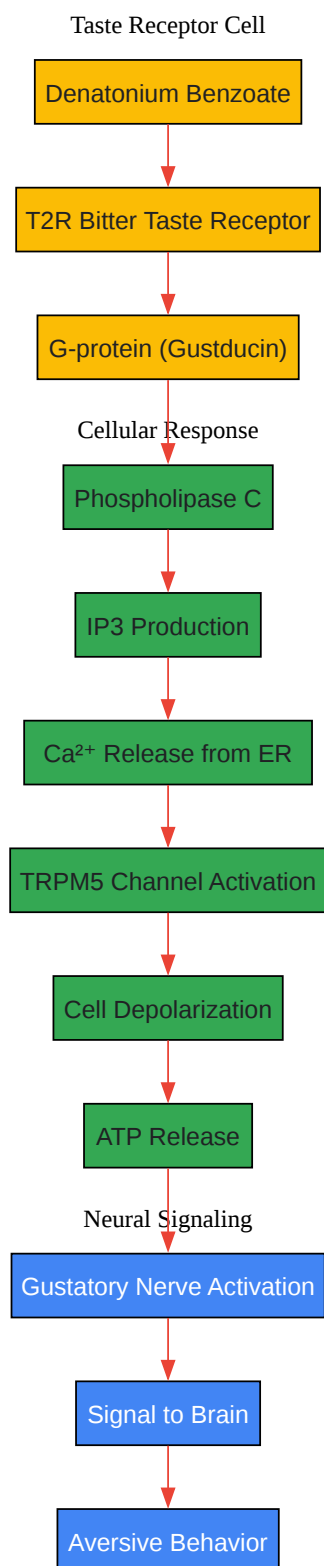 Taste Receptor Cell
Denatonium Benzoate
T2R Bitter Taste Receptor
G-protein (Gustducin)
Cellular Response
Phospholipase C
IP3 Production
Ca²⁺ Release from ER
TRPM5 Channel Activation
Cell Depolarization
ATP Release
Neural Signaling
Gustatory Nerve Activation
Signal to Brain
Aversive Behavior